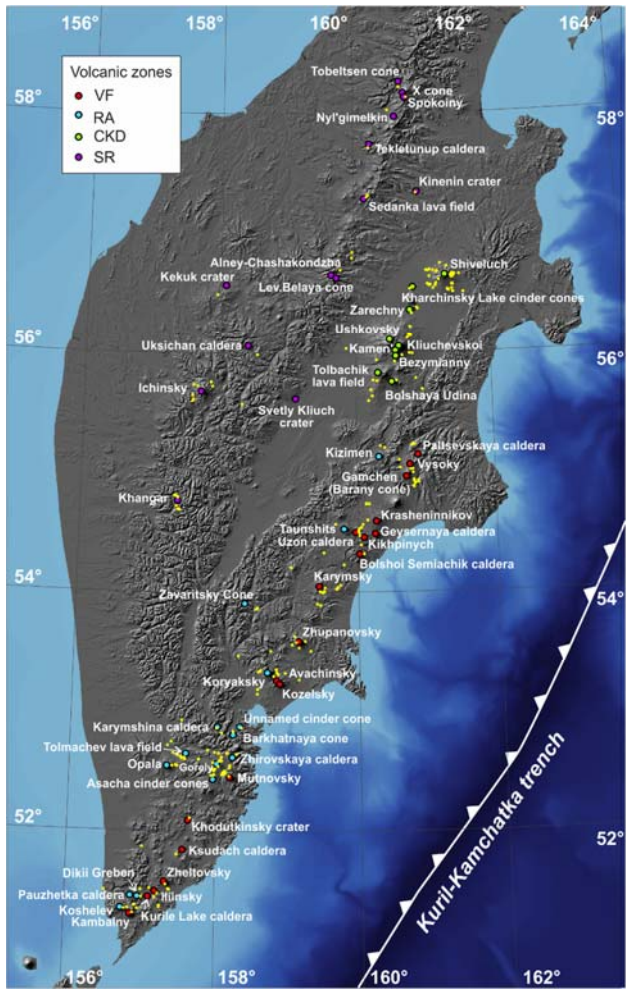 158°
160°
162°
164°
Volcanic zones
VF
RA
CKD
SR
58°
58°
Tobeltsen cone
X cone
Spokoiny
Nyl'gimelkin
Tekletunup caldera
Kinenin crater
Sedanka lava field
Alney-Chashakondzha
Kekuk crater
Lev.Belaya cone
Shiveluch
Kharchinsky Lake cinder cones
Zarechny
56°
56°
Ushkovsky
Kliuchevskoi
Kamen
Bezymianny
Uksichan caldera
Tolbachik
lava field
Bolshaya Udina
Ichinsky
Svetly Kliuch
crater
Kizimen
Pallsevskaya caldera
Vysoky
Gamchen
(Barany cone)
Khangar
Krasheninnikov
Taunshits
Geysernaya caldera
Uzon caldera
Kikhpinych
Bolshoi Semiachik caldera
54°
54°
Karymsky
Zavaritsky Cone
Zhupanovsky
Avachinsky
Koryaksky
Kozelsky
Karymshina caldera
Unnamed cinder cone
Barkhatnaya cone
Tolmachev lava field
Zhirovskaya caldera
Opala
Gorely
Asacha cinder cones
Mutnovsky
52°
52°
Khodutkinsky crater
Ksudach caldera
Dikii Greben
Zheltovsky
Pauzhetka caldera
Ilinsky
Koshelev
Kurile Lake caldera
Kambalny
Kuril-Kamchatka trench
156°
156°
158°
160°
162°